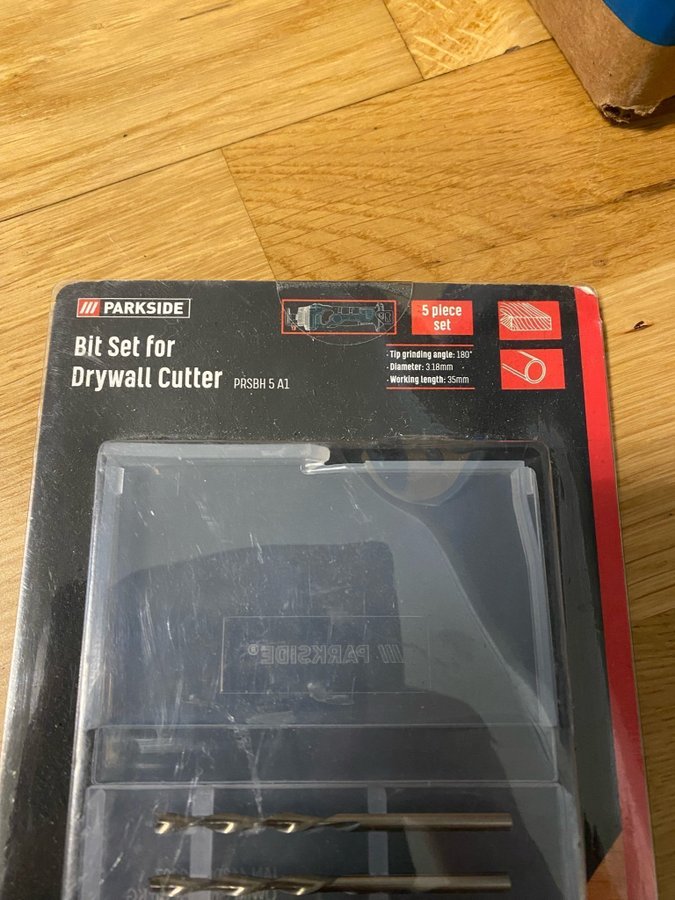 PARKSIDE
Bit Set for
Drywall Cutter PRSBH 5 A1
5 piece
set
· Tip grinding angle: 180°
· Diameter: 3.18mm
· Working length: 35mm
/// PARKSIDE®